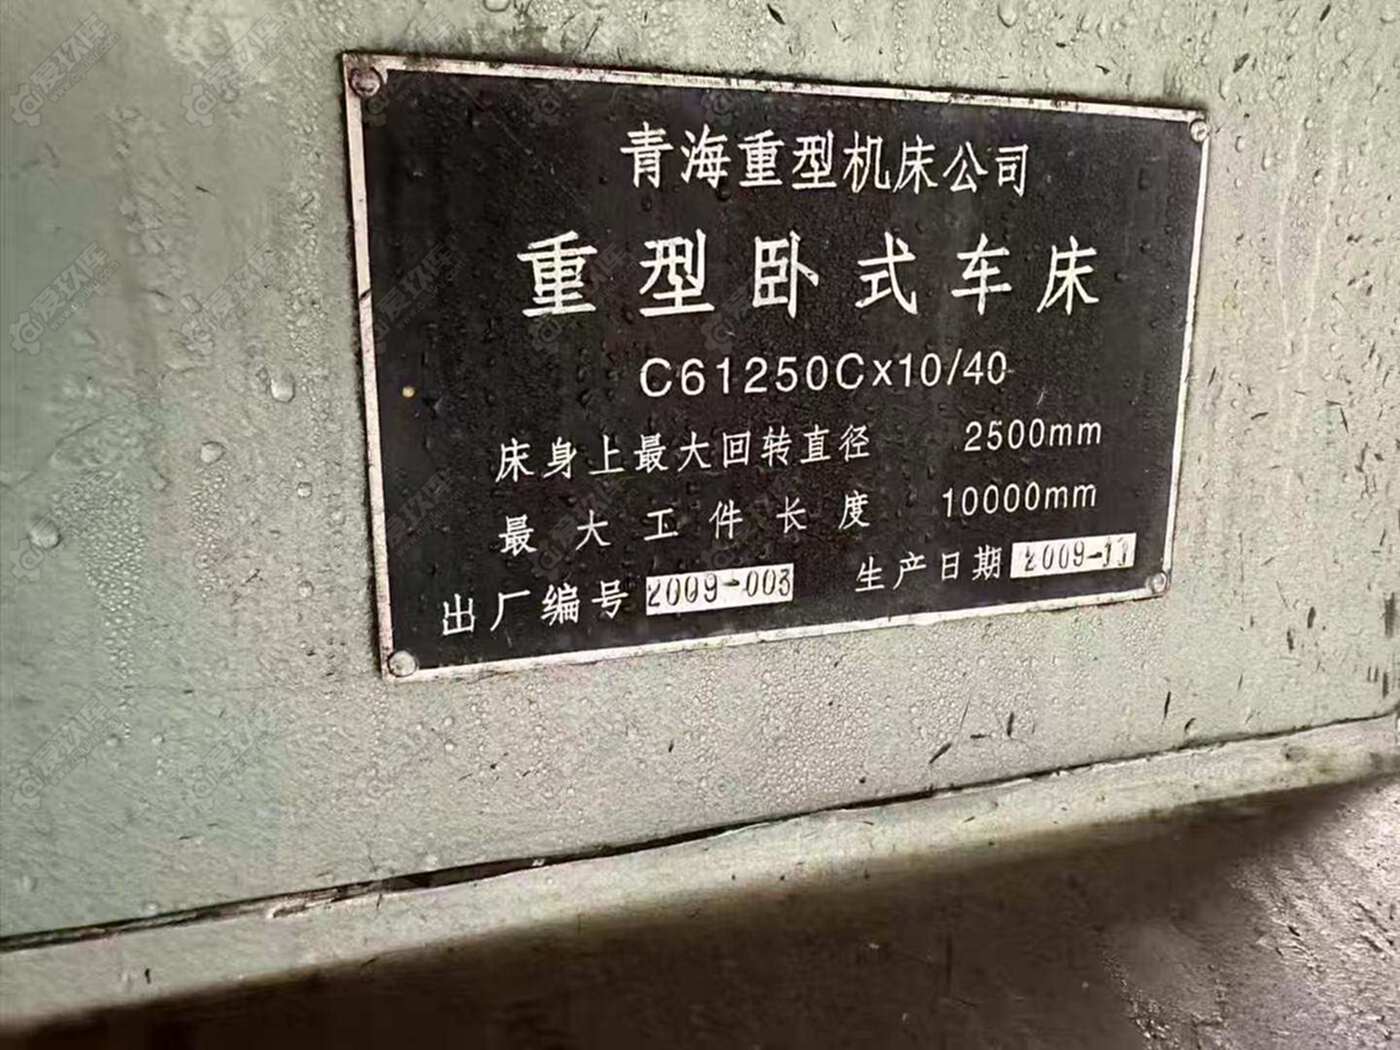 青海重型机床公司
重型卧式车床
C61250Cx10/40
床身上最大回转直径 2500mm
最大工件长度 10000mm
出厂编号 2009-003 生产日期 2009-11